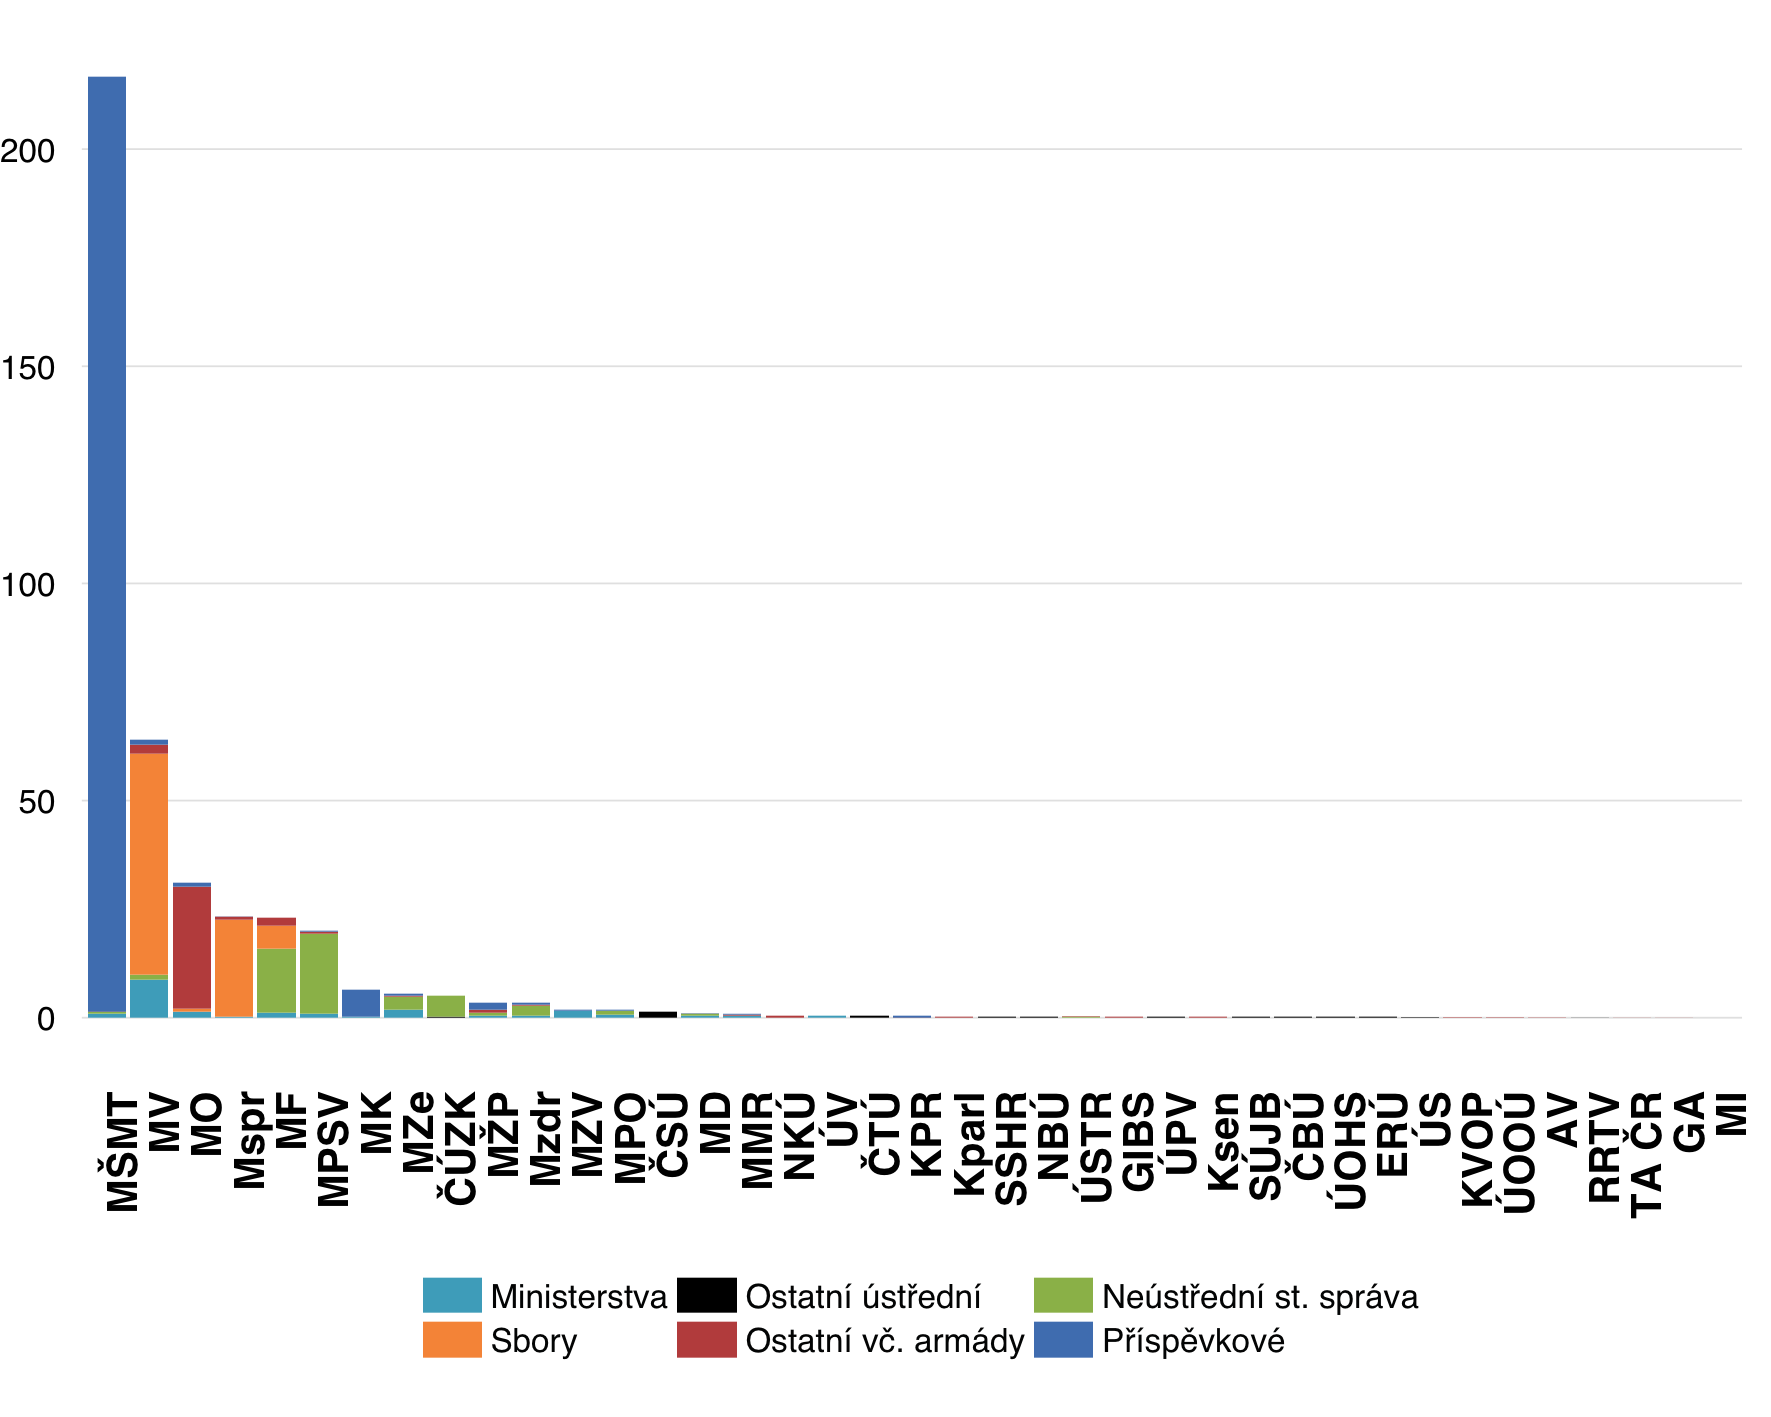 200
150
100
50
0
MŠMT
MV
MO
Mspr
MF
MPSV
MK
MZe
ČÚZK
MŽP
Mzdr
MZV
MPO
ČSÚ
MD
MMR
NKÚ
ÚV
ČTÚ
KPR
Kparl
SSHR
NBÚ
ÚSTR
GIBS
ÚPV
Ksen
SÚJB
ČBÚ
ÚOHS
ERÚ
ÚS
KVOP
ÚOOÚ
AV
RRTV
TA ČR
GA
MI
Ministerstva Ostatní ústřední Neústřední st. správa
Sbory Ostatní vč. armády Příspěvkové